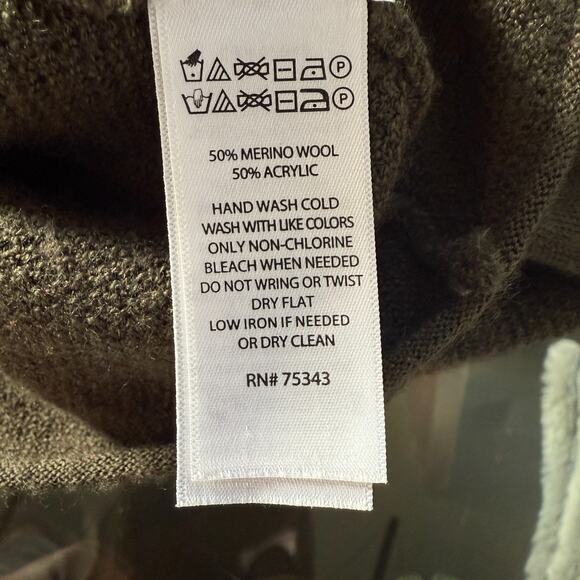 P
P
50% MERINO WOOL
50% ACRYLIC
HAND WASH COLD
WASH WITH LIKE COLORS
ONLY NON-CHLORINE
BLEACH WHEN NEEDED
DO NOT WRING OR TWIST
DRY FLAT
LOW IRON IF NEEDED
OR DRY CLEAN
RN# 75343